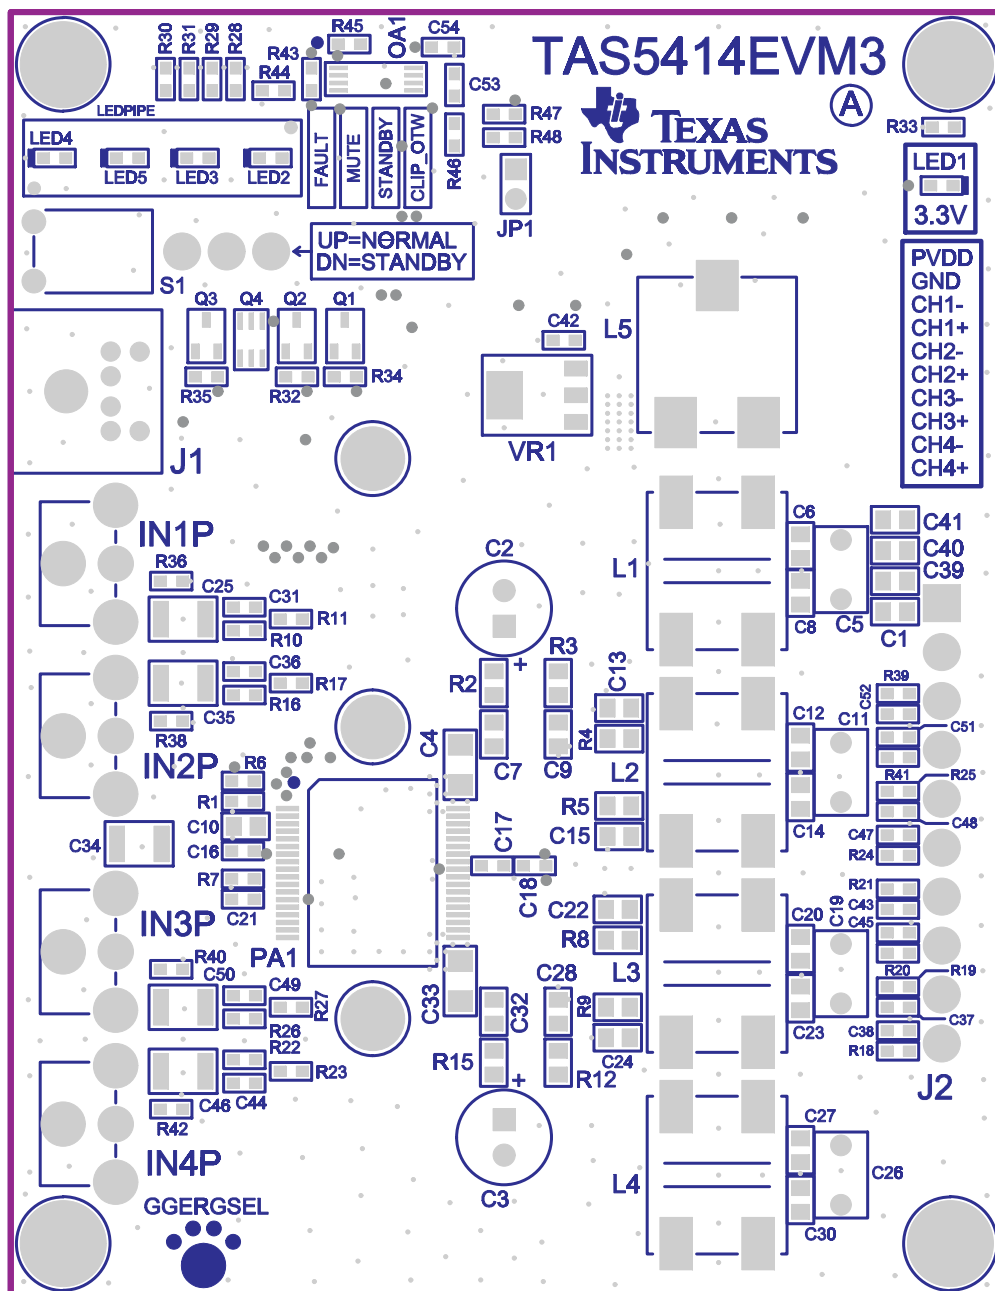 R30
R31
R29
R28
R43
R44
R45
OA1
C54
C53
TAS5414EVM3
A
TEXAS
INSTRUMENTS
R33
LED1
3.3V
LEDPIPE
LED4
LED5
LED3
LED2
FAULT
MUTE
STANDBY
CLIP_OTW
R46
R47
R48
JP1
S1
UP=NORMAL
DN=STANDBY
PVDD
GND
CH1-
CH1+
CH2-
CH2+
CH3-
CH3+
CH4-
CH4+
Q3
Q4
Q2
Q1
R35
R32
R34
C42
VR1
L5
J1
IN1P
R36
C25
C31
R10
R11
C2
+
L1
C6
C8
C5
C41
C40
C39
C1
C36
R16
R17
C35
R38
IN2P
R2
R3
C13
C4
C7
C9
R4
L2
C12
C11
C14
C52
R39
C51
R41
R25
C48
C47
R24
R6
R1
C10
C16
C34
R7
C21
R5
C15
C17
C18
IN3P
PA1
R40
C50
C49
R26
R27
C22
R8
L3
C20
C19
C23
R21
C43
C45
R20
R19
C37
C38
R18
C33
C32
C28
R9
C24
R15
R12
+
R22
C44
R23
C46
R42
IN4P
C3
L4
C27
C26
C30
J2
GGERGSEL